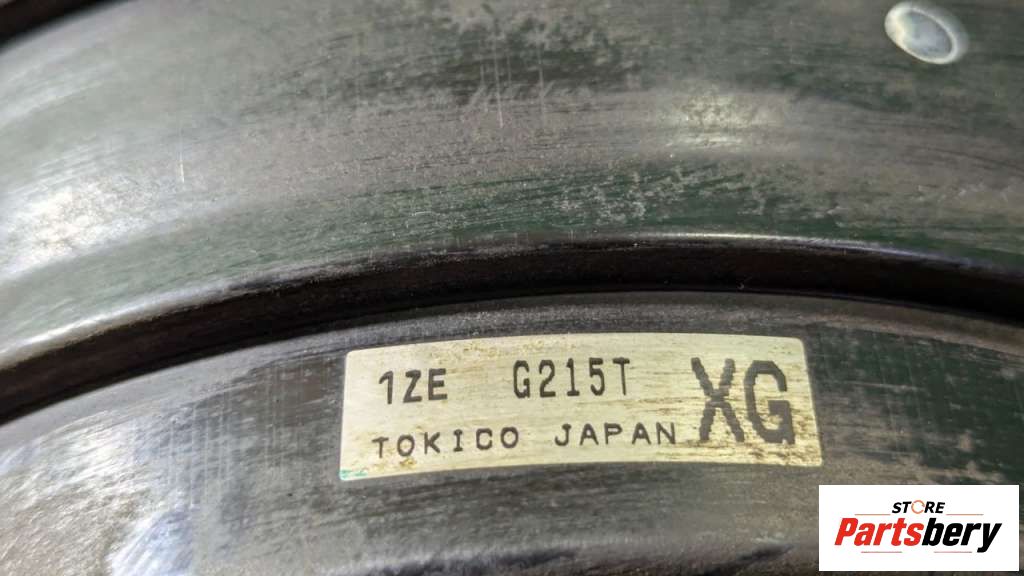 1ZE G215T XG
TOKICO JAPAN
STORE
Partsbery